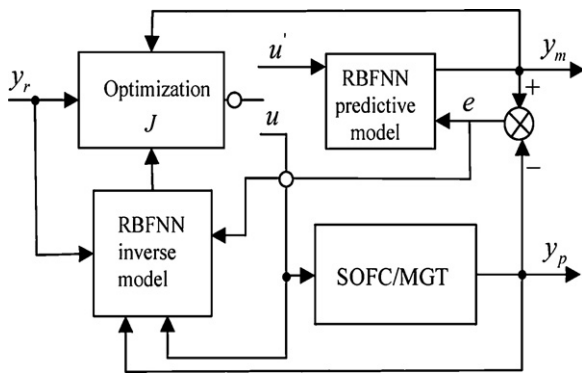 y_r
Optimization
J
u'
u
RBFNN
predictive
model
e
y_m
+
−
RBFNN
inverse
model
SOFC/MGT
y_p